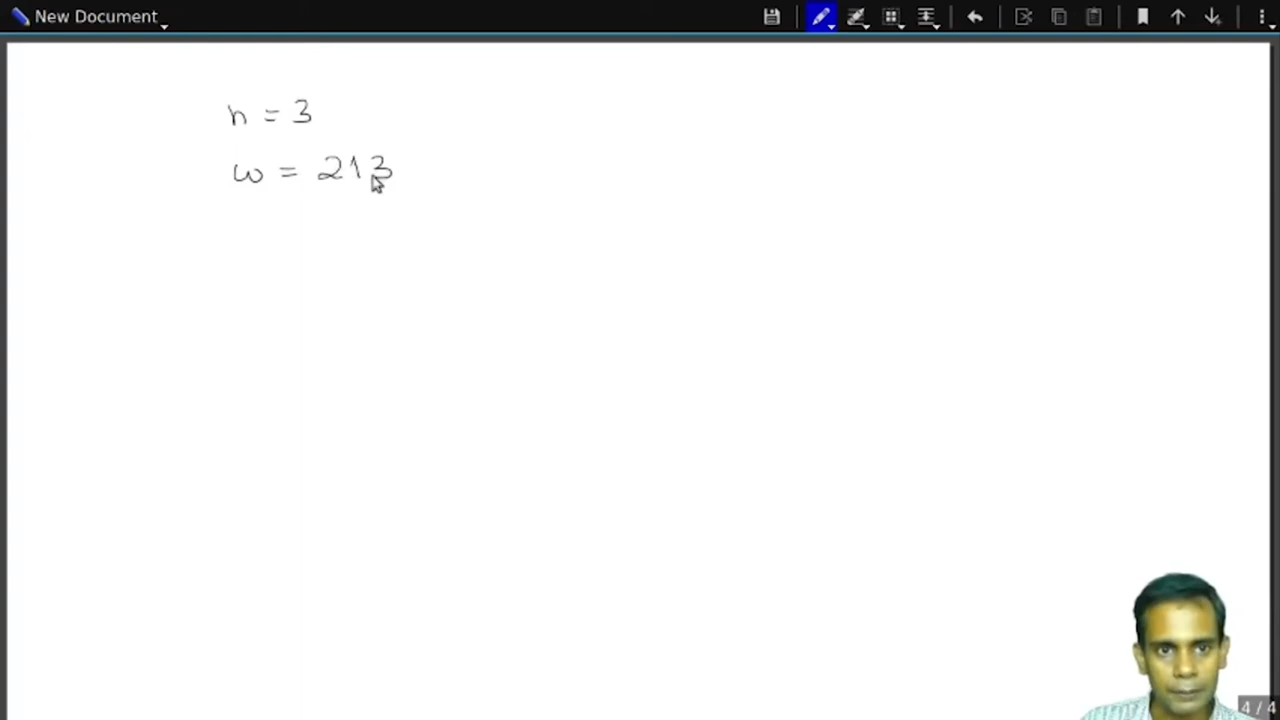 New Document
n = 3
w = 213
4 / 4